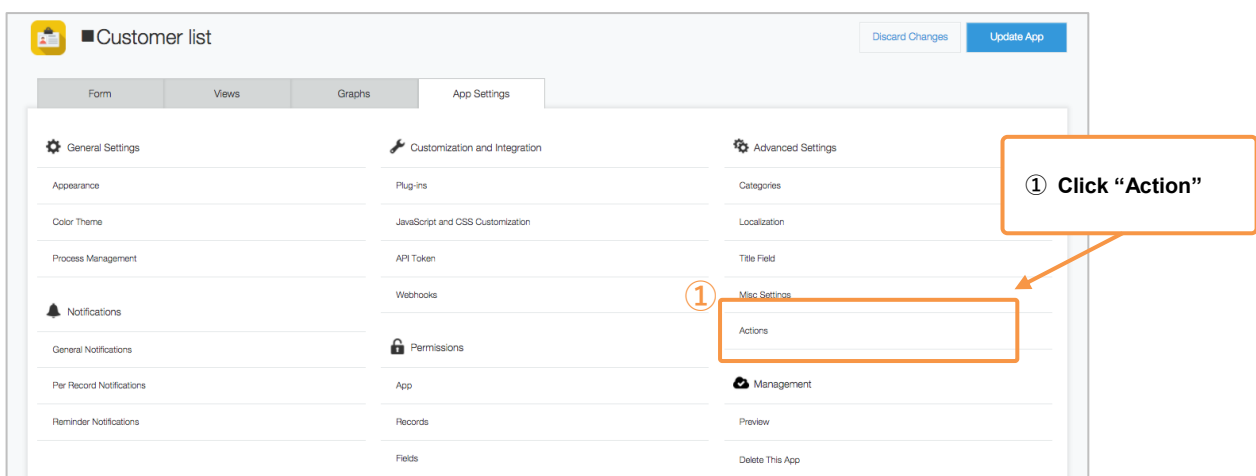 ■Customer list
Discard Changes
Update App
Form
Views
Graphs
App Settings
General Settings
Appearance
Color Theme
Process Management
Notifications
General Notifications
Per Record Notifications
Reminder Notifications
Customization and Integration
Plug-ins
JavaScript and CSS Customization
API Token
Webhooks
Permissions
App
Records
Fields
Advanced Settings
Categories
Localization
Title Field
Misc Settings
①
Actions
Management
Preview
Delete This App
① Click “Action”